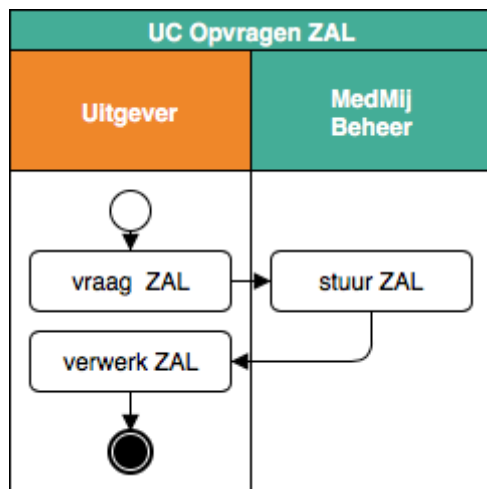 UC Opvragen ZAL
Uitgever
MedMij
Beheer
vraag ZAL
stuur ZAL
verwerk ZAL